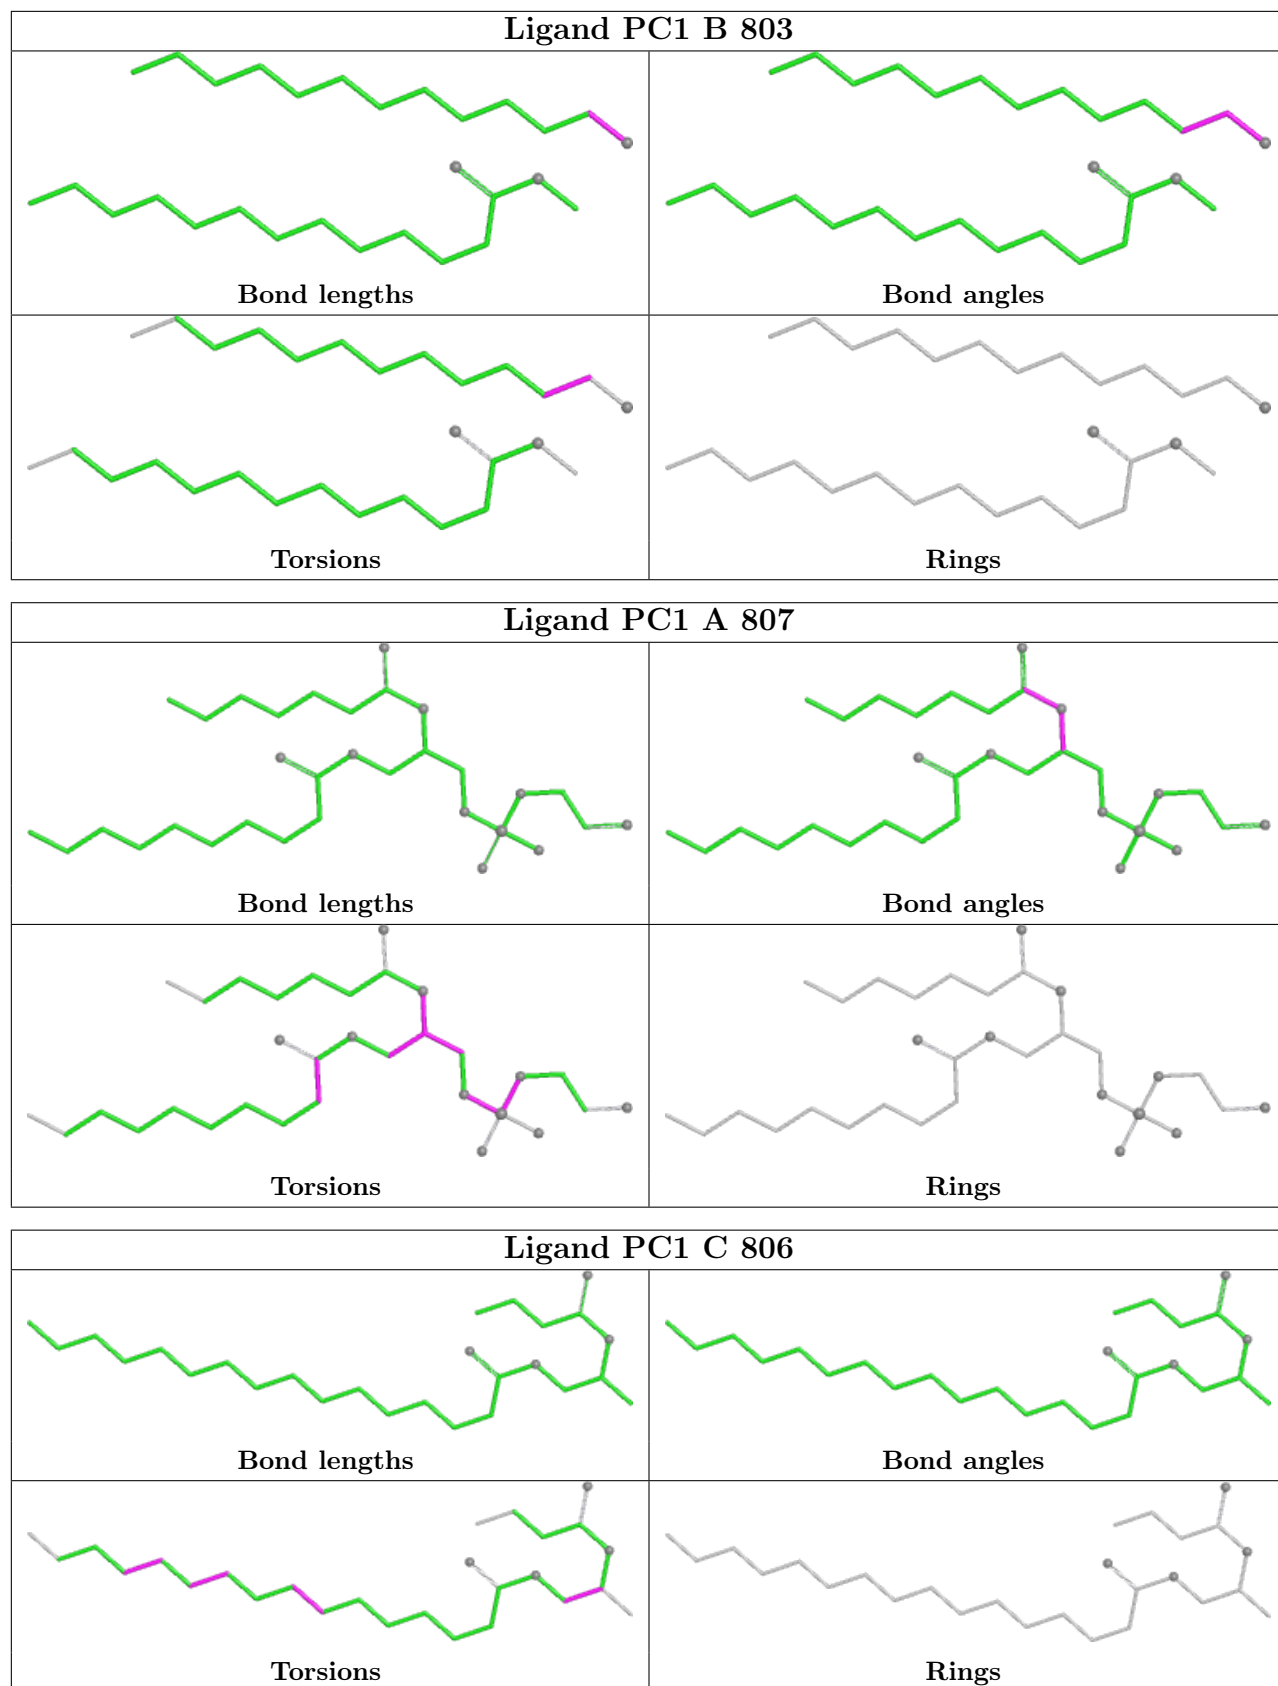 Ligand PC1 B 803
Bond lengths
Bond angles
Torsions
Rings
Ligand PC1 A 807
Bond lengths
Bond angles
Torsions
Rings
Ligand PC1 C 806
Bond lengths
Bond angles
Torsions
Rings